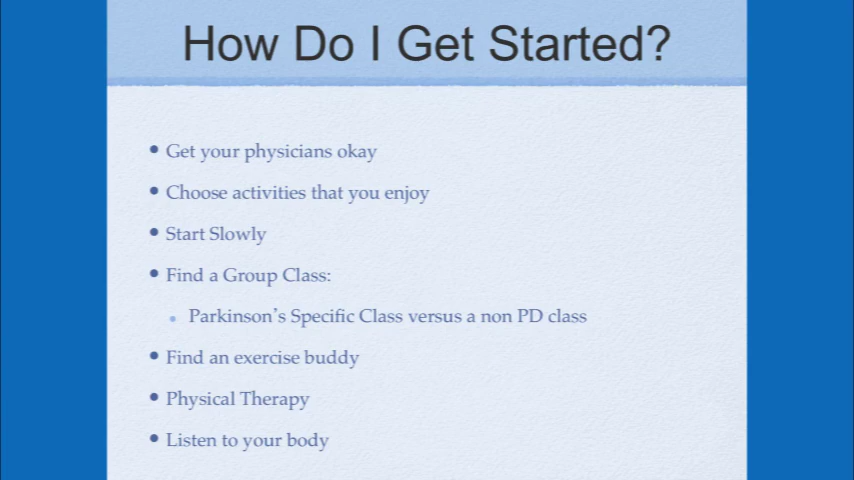 How Do I Get Started?
Get your physicians okay
Choose activities that you enjoy
Start Slowly
Find a Group Class:
Parkinson's Specific Class versus a non PD class
Find an exercise buddy
Physical Therapy
Listen to your body